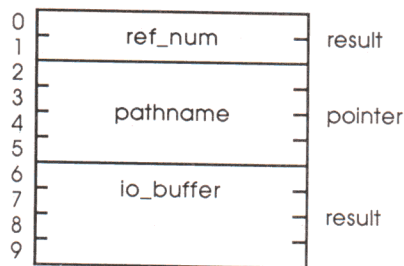 0
1 ref_num result
2
3
4 pathname pointer
5
6
7 io_buffer
8 result
9